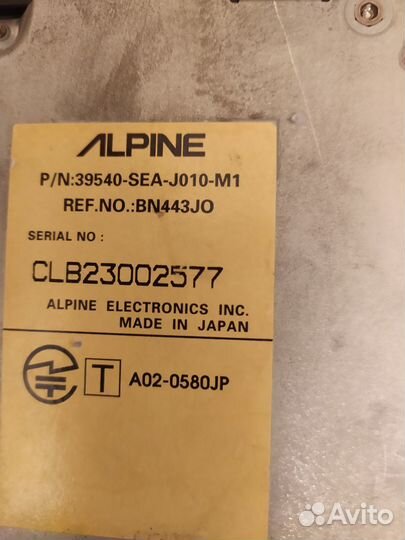 ALPINE
P/N:39540-SEA-J010-M1
REF.NO.:BN443JO
SERIAL NO :
CLB23002577
ALPINE ELECTRONICS INC.
MADE IN JAPAN
T A02-0580JP
Avito